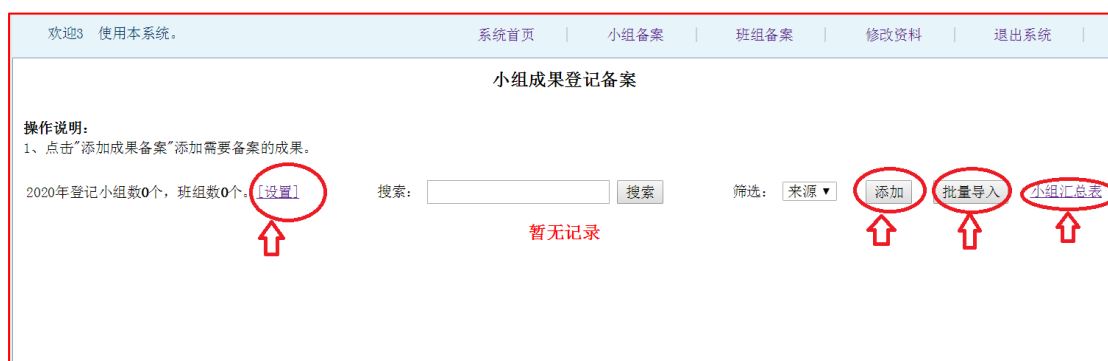 欢迎3 使用本系统。 系统首页 | 小组备案 | 班组备案 | 修改资料 | 退出系统 |
小组成果登记备案
操作说明:
1、点击"添加成果备案"添加需要备案的成果。
2020年登记小组数0个，班组数0个。[设置] 搜索: 搜索 筛选: 来源▼ 添加 批量导入 小组汇总表
暂无记录